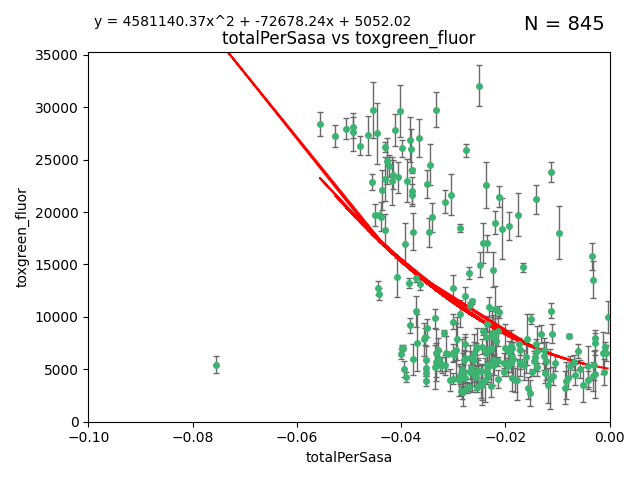 y = 4581140.37x^2 + -72678.24x + 5052.02
N = 845
totalPerSasa vs toxgreen_fluor
35000
30000
25000
20000
15000
10000
5000
0
toxgreen_fluor
−0.10
−0.08
−0.06
−0.04
−0.02
0.00
totalPerSasa